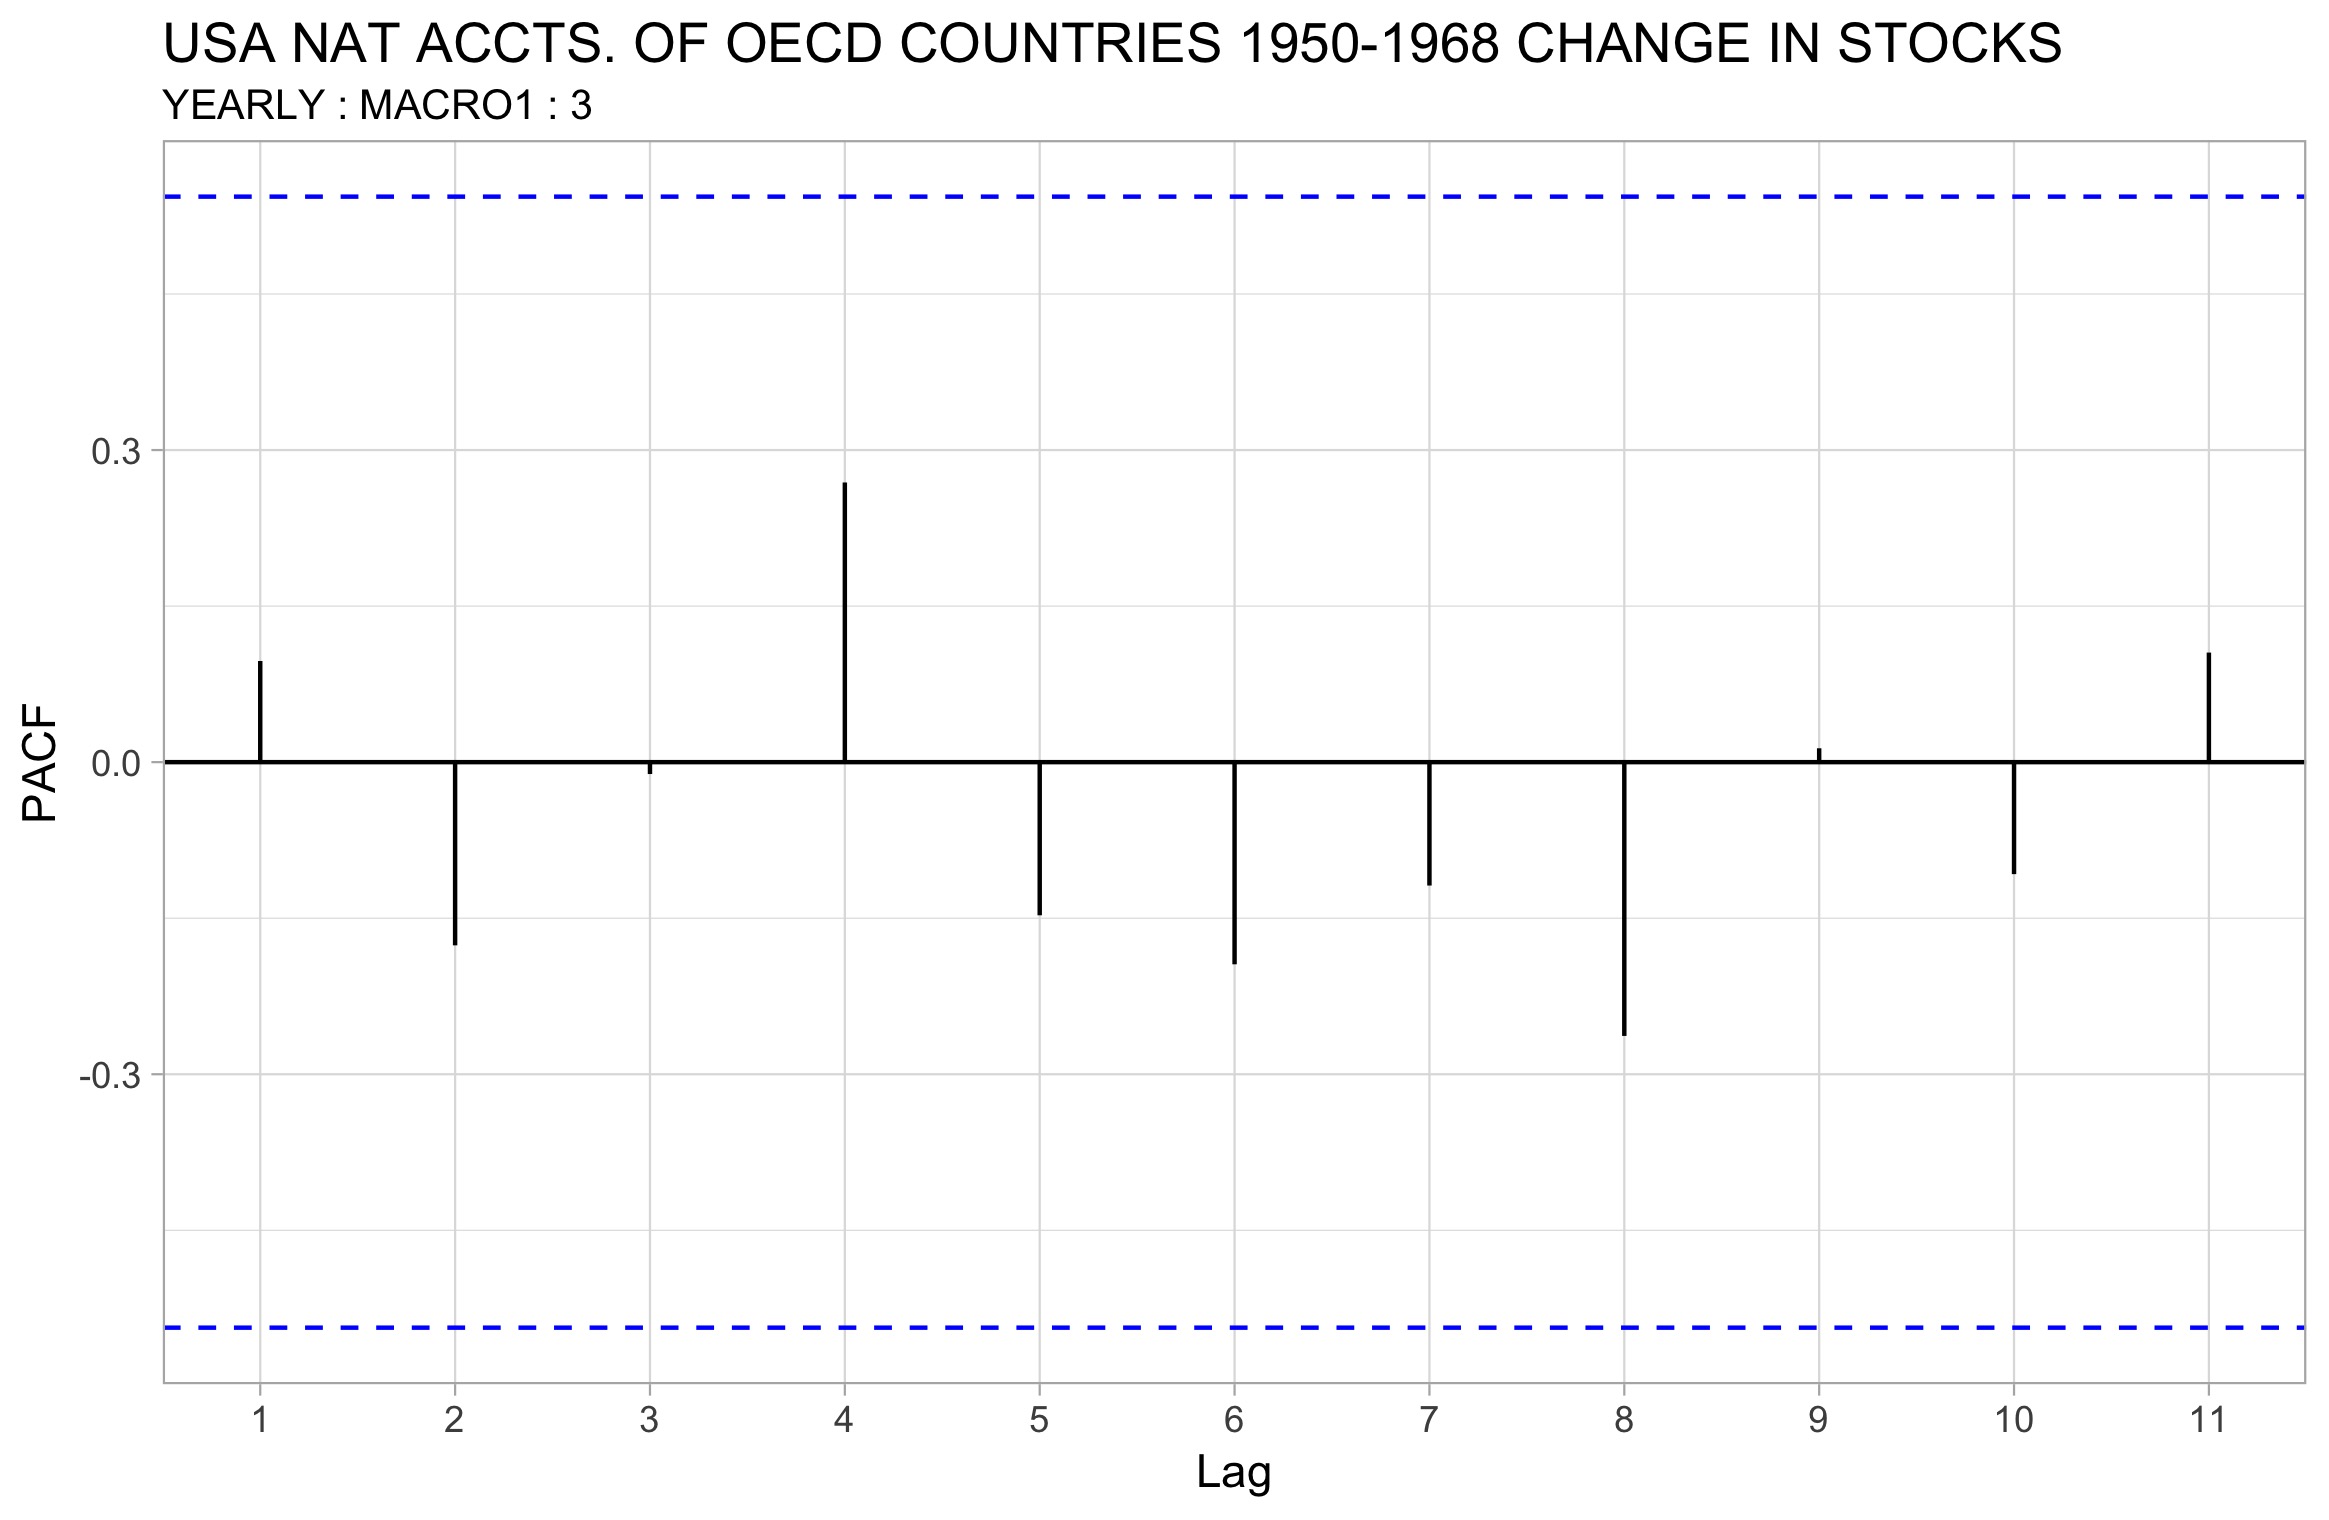 USA NAT ACCTS. OF OECD COUNTRIES 1950-1968 CHANGE IN STOCKS
YEARLY : MACRO1 : 3
0.3
0.0
-0.3
PACF
1 2 3 4 5 6 7 8 9 10 11
Lag